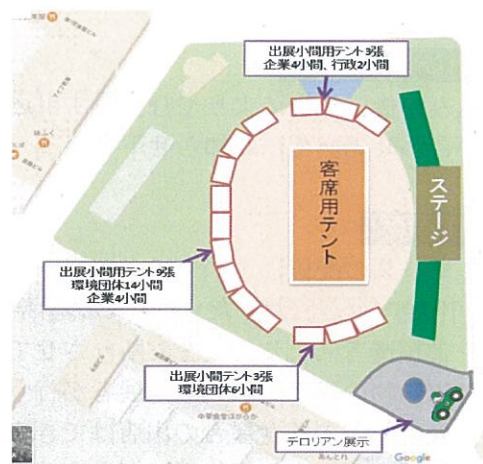 出展小間用テント3張
企業4小間、行政2小間
客席用テント
ステージ
出展小間用テント9張
環境団体14小間
企業4小間
出展小間テント3張
環境団体6小間
デロリアン展示
Google